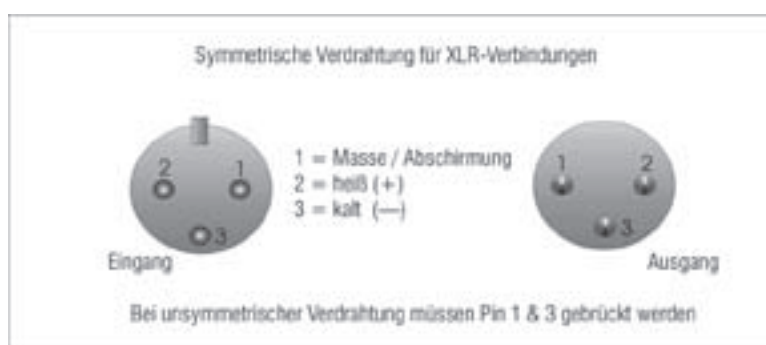 Symmetrische Verdrahtung für XLR-Verbindungen
2 1
3
1 = Masse / Abschirmung
2 = heiß (+)
3 = kalt (—)
1 2
3
Eingang
Ausgang
Bei unsymmetrischer Verdrahtung müssen Pin 1 & 3 gebrückt werden